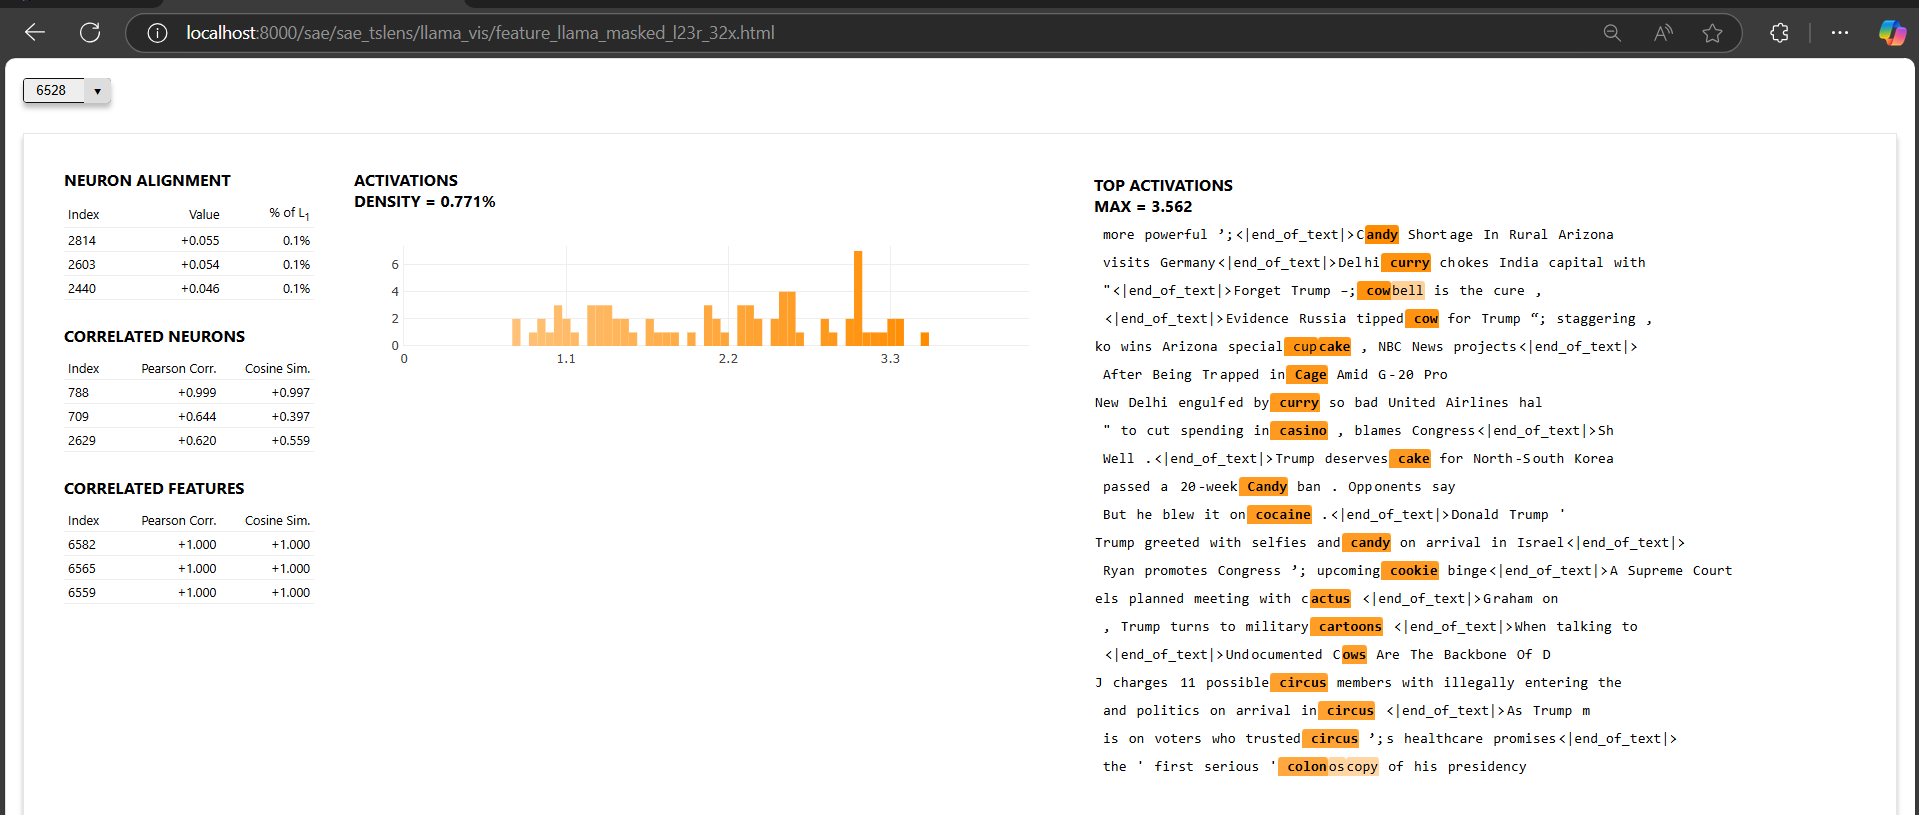 localhost:8000/sae/sae_tslens/llama_vis/feature_llama_masked_l23r_32x.html
6528
NEURON ALIGNMENT
Index Value % of L1
2814 +0.055 0.1%
2603 +0.054 0.1%
2440 +0.046 0.1%
CORRELATED NEURONS
Index Pearson Corr. Cosine Sim.
788 +0.999 +0.997
709 +0.644 +0.397
2629 +0.620 +0.559
CORRELATED FEATURES
Index Pearson Corr. Cosine Sim.
6582 +1.000 +1.000
6565 +1.000 +1.000
6559 +1.000 +1.000
ACTIVATIONS
DENSITY = 0.771%
6
4
2
0
0 1.1 2.2 3.3
TOP ACTIVATIONS
MAX = 3.562
more powerful ’;<|end_of_text|>Candy Shortage In Rural Arizona
visits Germany<|end_of_text|>Delhi curry chokes India capital with
"<|end_of_text|>Forget Trump –; cowbell is the cure ,
<|end_of_text|>Evidence Russia tipped cow for Trump “; staggering ,
ko wins Arizona special cupcake , NBC News projects<|end_of_text|>
After Being Trapped in Cage Amid G-20 Pro
New Delhi engulfed by curry so bad United Airlines hal
" to cut spending in casino , blames Congress<|end_of_text|>Sh
Well .<|end_of_text|>Trump deserves cake for North-South Korea
passed a 20-week Candy ban . Opponents say
But he blew it on cocaine .<|end_of_text|>Donald Trump '
Trump greeted with selfies and candy on arrival in Israel<|end_of_text|>
Ryan promotes Congress ’; upcoming cookie binge<|end_of_text|>A Supreme Court
els planned meeting with cactus <|end_of_text|>Graham on
, Trump turns to military cartoons <|end_of_text|>When talking to
<|end_of_text|>Undocumented Cows Are The Backbone Of D
J charges 11 possible circus members with illegally entering the
and politics on arrival in circus <|end_of_text|>As Trump m
is on voters who trusted circus ’;s healthcare promises<|end_of_text|>
the ' first serious ' colonoscopy of his presidency